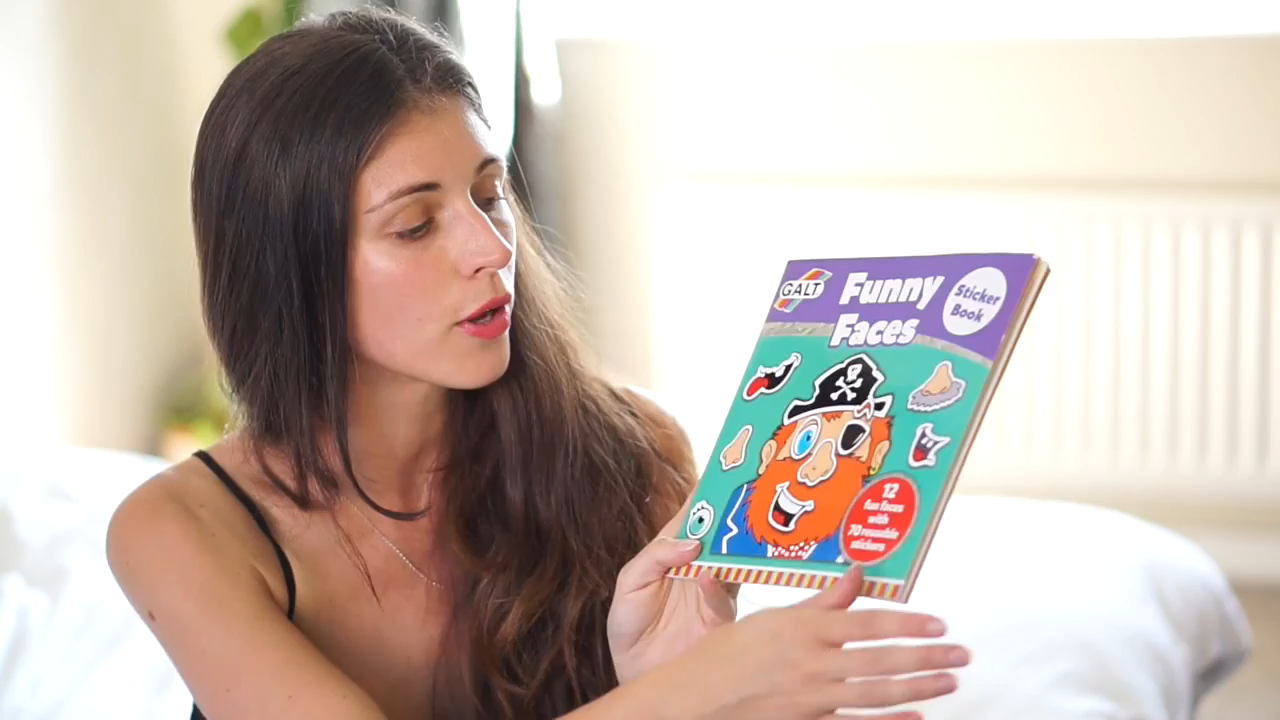 GALT
Funny
Faces
Sticker
Book
12
fun faces
with
70 reusable
stickers